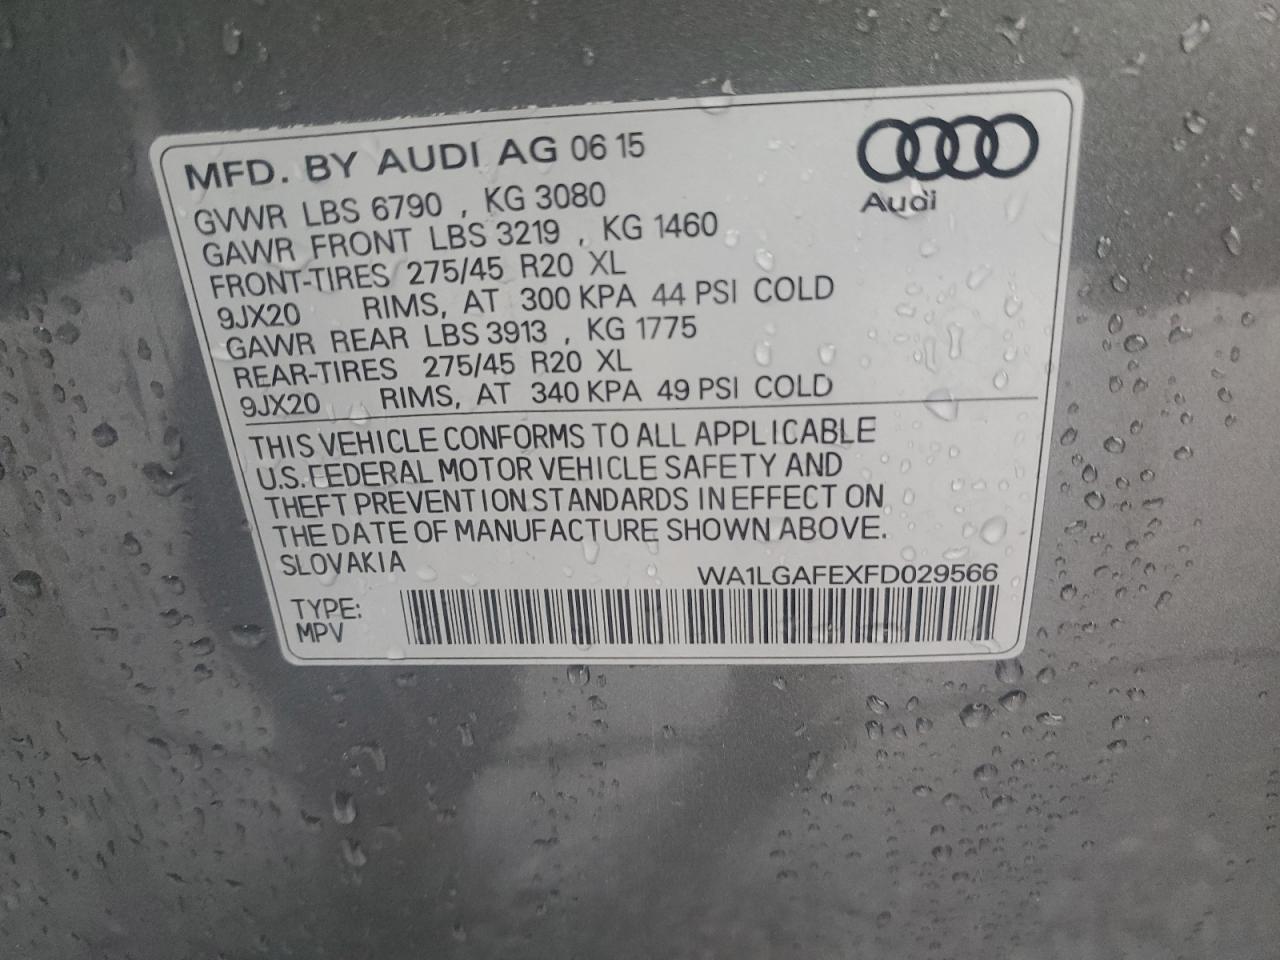 MFD. BY AUDI AG 06 15
Audi
GVWR LBS 6790 , KG 3080
GAWR FRONT LBS 3219 , KG 1460
FRONT-TIRES 275/45 R20 XL
9JX20 RIMS, AT 300 KPA 44 PSI COLD
GAWR REAR LBS 3913 , KG 1775
REAR-TIRES 275/45 R20 XL
9JX20 RIMS, AT 340 KPA 49 PSI COLD
THIS VEHICLE CONFORMS TO ALL APPLICABLE
U.S. FEDERAL MOTOR VEHICLE SAFETY AND
THEFT PREVENTION STANDARDS IN EFFECT ON
THE DATE OF MANUFACTURE SHOWN ABOVE.
SLOVAKIA
WA1LGAFEXFD029566
TYPE:
MPV